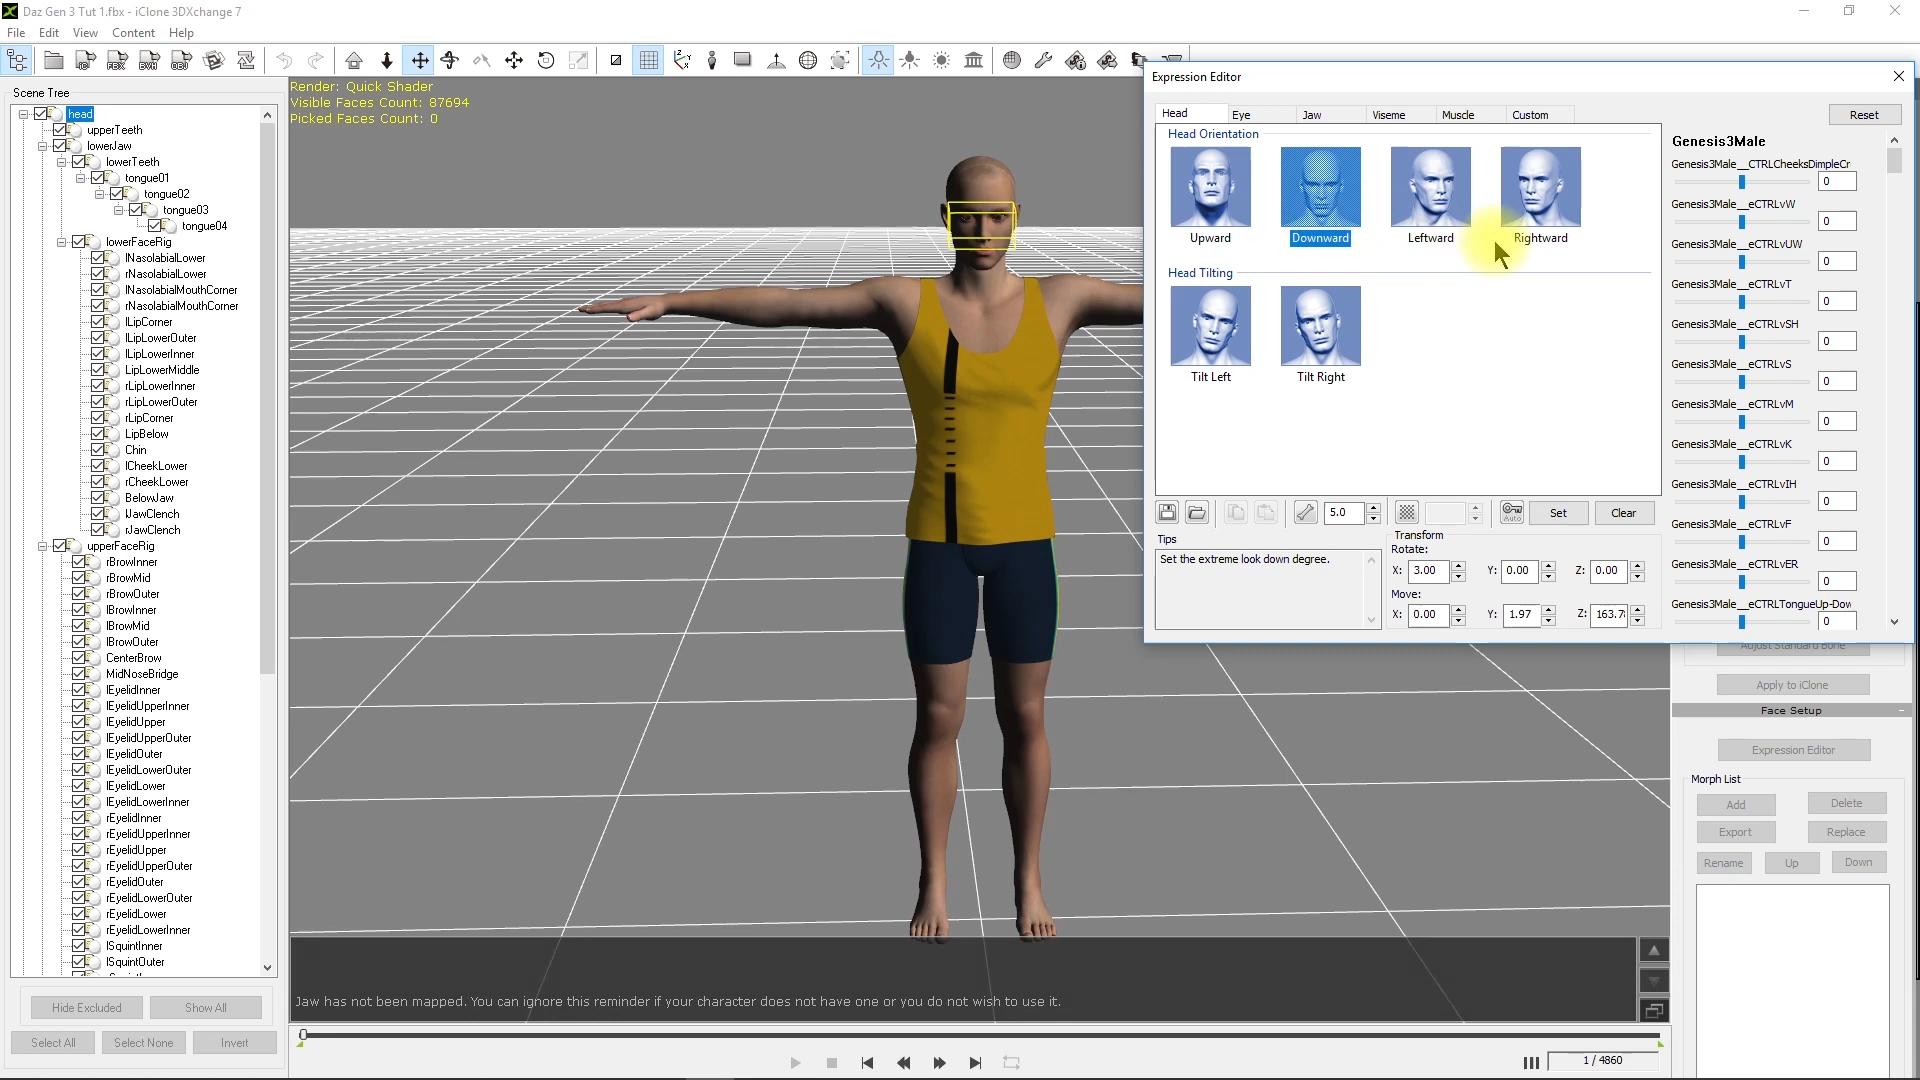 Daz Gen 3 Tut 1.fbx - iClone 3DXchange 7
File Edit View Content Help
Scene Tree
head
upperTeeth
lowerJaw
lowerTeeth
tongue01
tongue02
tongue03
tongue04
lowerFaceRig
lNasolabialLower
rNasolabialLower
lNasolabialMouthCorner
rNasolabialMouthCorner
lLipCorner
lLipLowerOuter
lLipLowerInner
LipLowerMiddle
rLipLowerInner
rLipLowerOuter
rLipCorner
LipBelow
Chin
lCheekLower
rCheekLower
BelowJaw
lJawClench
rJawClench
upperFaceRig
rBrowInner
rBrowMid
rBrowOuter
lBrowInner
lBrowMid
lBrowOuter
CenterBrow
MidNoseBridge
lEyelidInner
lEyelidUpperInner
lEyelidUpper
lEyelidUpperOuter
lEyelidOuter
lEyelidLowerOuter
lEyelidLower
lEyelidLowerInner
rEyelidInner
rEyelidUpperInner
rEyelidUpper
rEyelidUpperOuter
rEyelidOuter
rEyelidLowerOuter
rEyelidLower
rEyelidLowerInner
lSquintInner
lSquintOuter
Hide Excluded Show All
Select All Select None Invert
Render: Quick Shader
Visible Faces Count: 87694
Picked Faces Count: 0
Jaw has not been mapped. You can ignore this reminder if your character does not have one or you do not wish to use it.
1 / 4860
Expression Editor
Head Eye Jaw Viseme Muscle Custom
Reset
Head Orientation
Upward Downward Leftward Rightward
Head Tilting
Tilt Left Tilt Right
5.0 Auto Set Clear
Tips
Set the extreme look down degree.
Transform
Rotate:
X: 3.00 Y: 0.00 Z: 0.00
Move:
X: 0.00 Y: 1.97 Z: 163.7
Genesis3Male
Genesis3Male__CTRLCheeksDimpleCr
0
Genesis3Male__eCTRLvW
0
Genesis3Male__eCTRLvUW
0
Genesis3Male__eCTRLvT
0
Genesis3Male__eCTRLvSH
0
Genesis3Male__eCTRLvS
0
Genesis3Male__eCTRLvM
0
Genesis3Male__eCTRLvK
0
Genesis3Male__eCTRLvIH
0
Genesis3Male__eCTRLvF
0
Genesis3Male__eCTRLvER
0
Genesis3Male__eCTRLTongueUp-Dow
0
Adjust Standard Bone
Apply to iClone
Face Setup
Expression Editor
Morph List
Add Delete
Export Replace
Rename Up Down